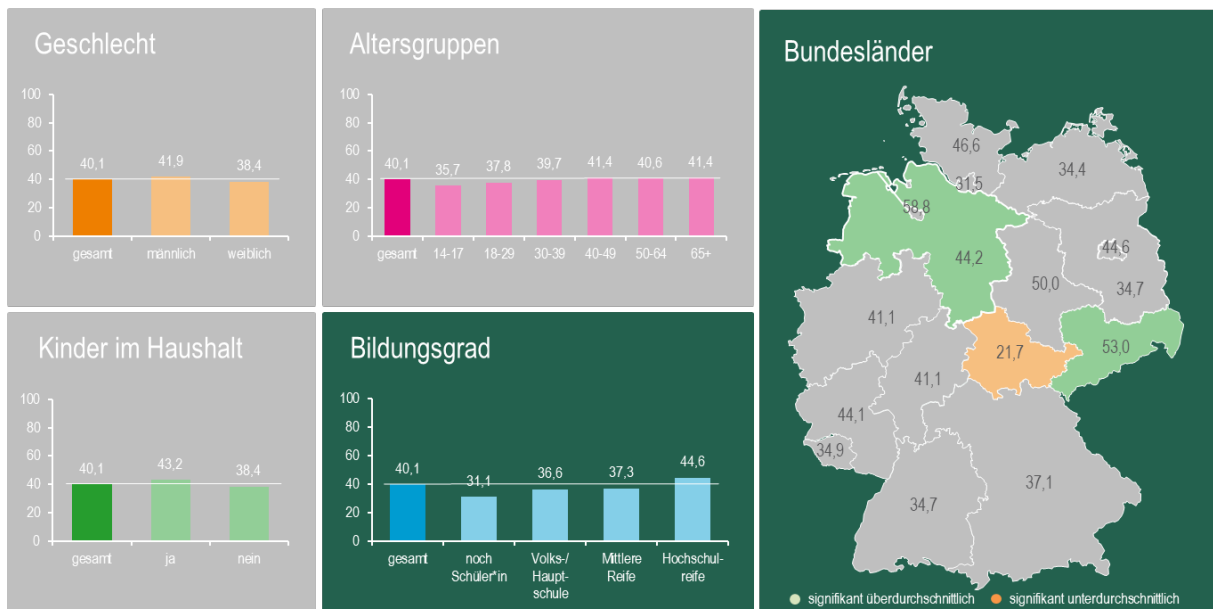 Geschlecht
100
80
60
40
20
0
40,1
41,9
38,4
gesamt
männlich
weiblich
Altersgruppen
100
80
60
40
20
0
40,1
35,7
37,8
39,7
41,4
40,6
41,4
gesamt
14-17
18-29
30-39
40-49
50-64
65+
Kinder im Haushalt
100
80
60
40
20
0
40,1
43,2
38,4
gesamt
ja
nein
Bildungsgrad
100
80
60
40
20
0
40,1
31,1
36,6
37,3
44,6
gesamt
noch
Schüler*in
Volks-/
Haupt-
schule
Mittlere
Reife
Hochschul-
reife
Bundesländer
46,6
34,4
31,5
58,8
44,6
44,2
50,0
34,7
41,1
21,7
53,0
41,1
44,1
34,9
37,1
34,7
signifikant überdurchschnittlich
signifikant unterdurchschnittlich